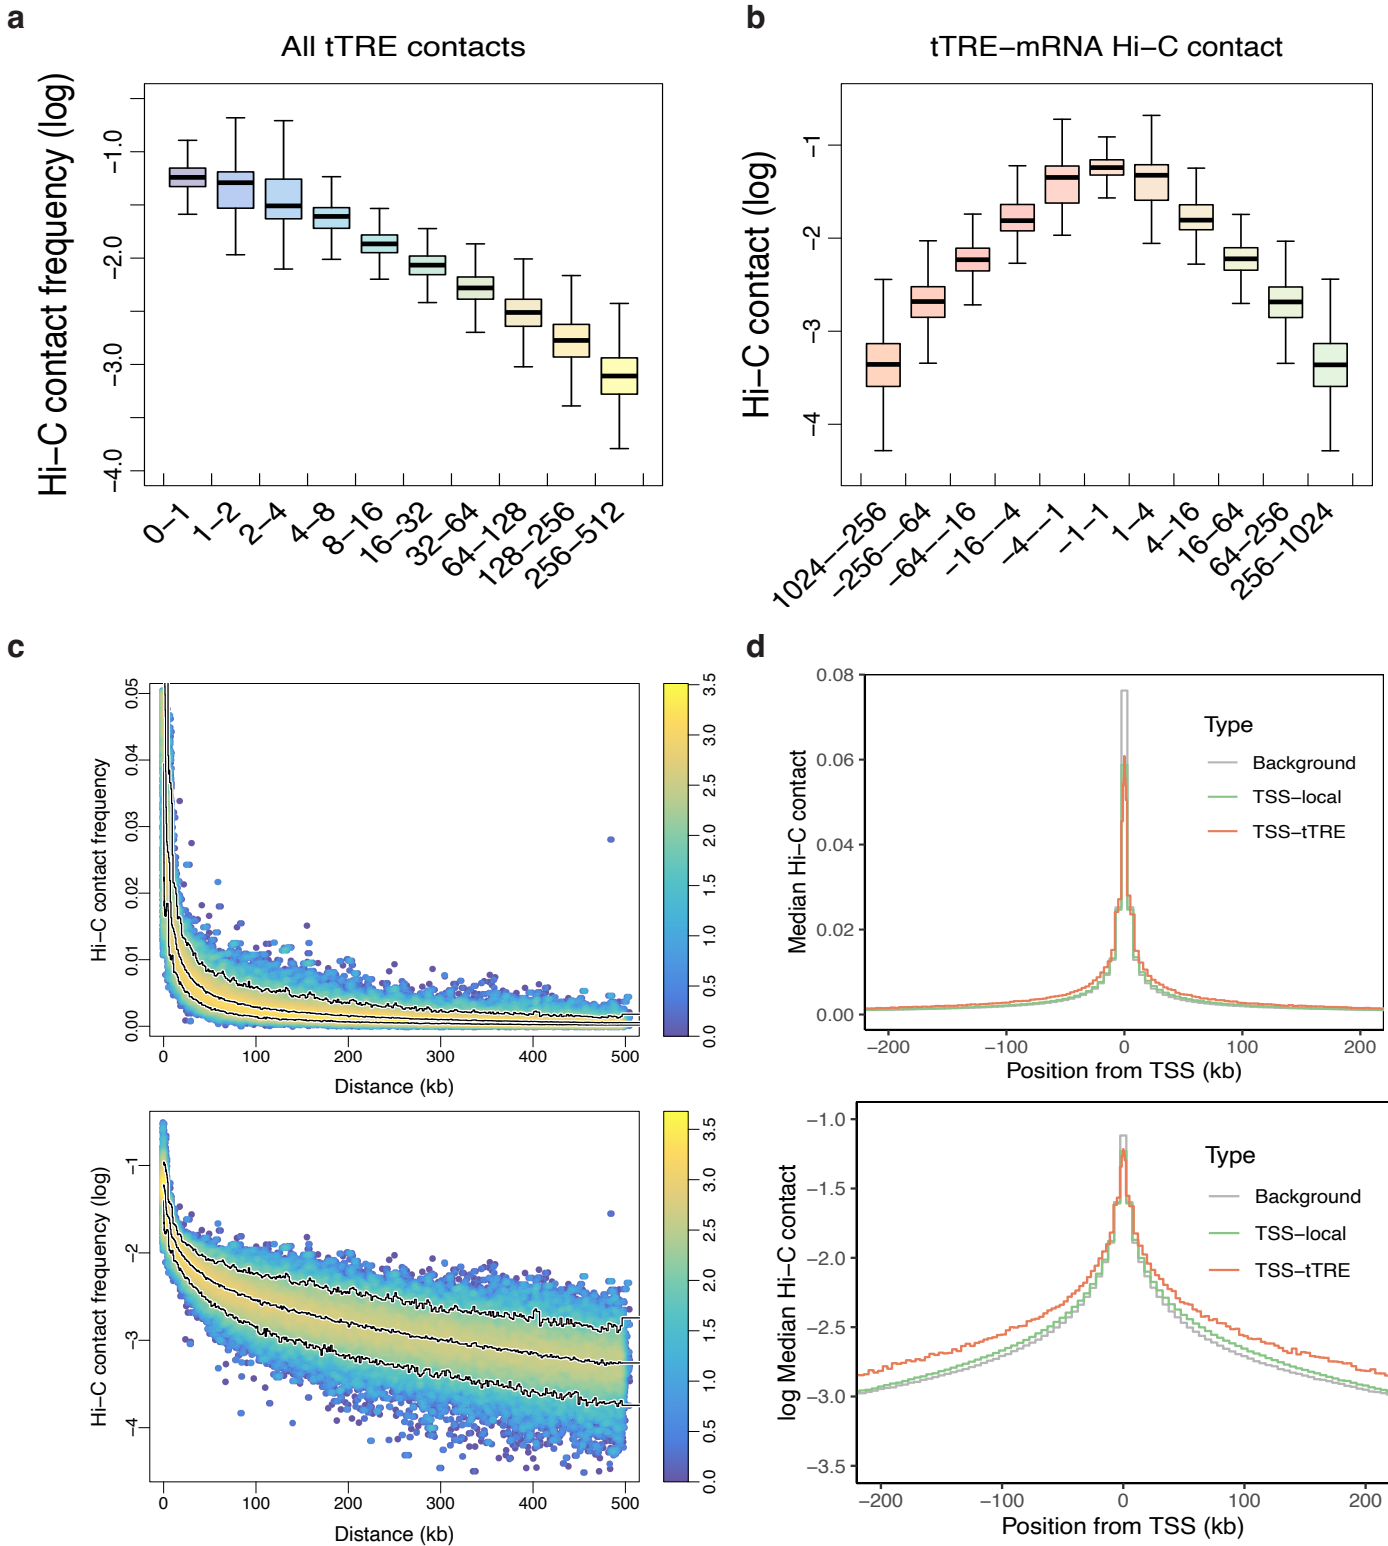 a
All tTRE contacts
Hi−C contact frequency (log)
−1.0
−2.0
−3.0
−4.0
0−1
1−2
2−4
4−8
8−16
16−32
32−64
64−128
128−256
256−512
b
tTRE−mRNA Hi−C contact
Hi−C contact (log)
−1
−2
−3
−4
1024−−256
−256−−64
−64−−16
−16−−4
−4−−1
−1−1
1−4
4−16
16−64
64−256
256−1024
c
Hi−C contact frequency
0.05
0.04
0.03
0.02
0.01
0.00
0 100 200 300 400 500
Distance (kb)
3.5
3.0
2.5
2.0
1.5
1.0
0.5
0.0
Hi−C contact frequency (log)
−1
−2
−3
−4
0 100 200 300 400 500
Distance (kb)
3.5
3.0
2.5
2.0
1.5
1.0
0.5
0.0
d
Median Hi−C contact
0.08
0.06
0.04
0.02
0.00
Type
Background
TSS−local
TSS−tTRE
−200 −100 0 100 200
Position from TSS (kb)
log Median Hi−C contact
−1.0
−1.5
−2.0
−2.5
−3.0
−3.5
Type
Background
TSS−local
TSS−tTRE
−200 −100 0 100 200
Position from TSS (kb)